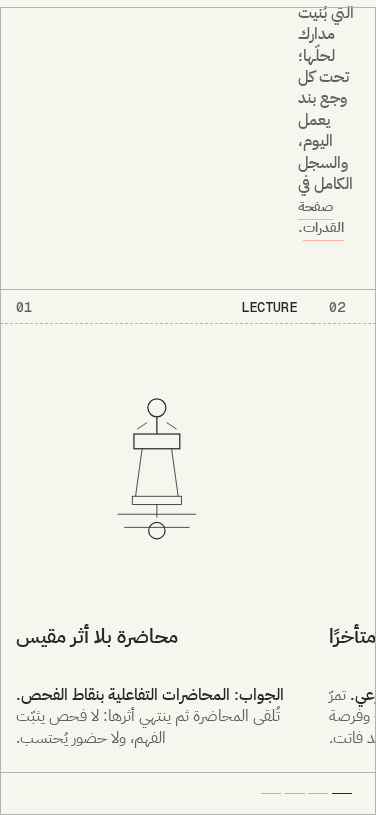 التي بُنيت
مدارك
لحلّها؛
تحت كل
وجع بند
يعمل
اليوم،
والسجل
الكامل في
صفحة
القدرات.
01
LECTURE
02
محاضرة بلا أثر مقيس
الجواب: المحاضرات التفاعلية بنقاط الفحص.
تُلقى المحاضرة ثم ينتهي أثرها: لا فحص يثبّت
الفهم، ولا حضور يُحتسب.
متأخرًا
تمرّ
وفرصة
فاتت.